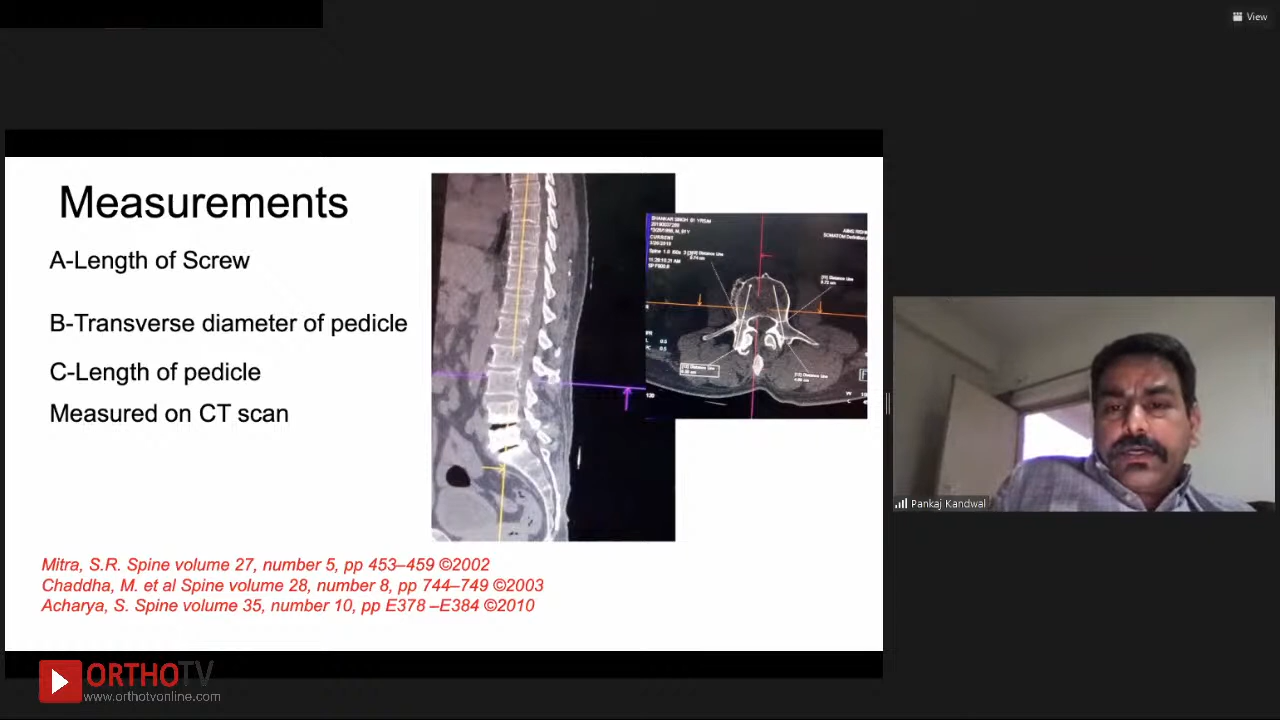 View
Measurements
A-Length of Screw
B-Transverse diameter of pedicle
C-Length of pedicle
Measured on CT scan
CURRENT
Mitra, S.R. Spine volume 27, number 5, pp 453–459 ©2002
Chaddha, M. et al Spine volume 28, number 8, pp 744–749 ©2003
Acharya, S. Spine volume 35, number 10, pp E378 –E384 ©2010
Pankaj Kandwal
ORTHOTV
www.orthotvonline.com